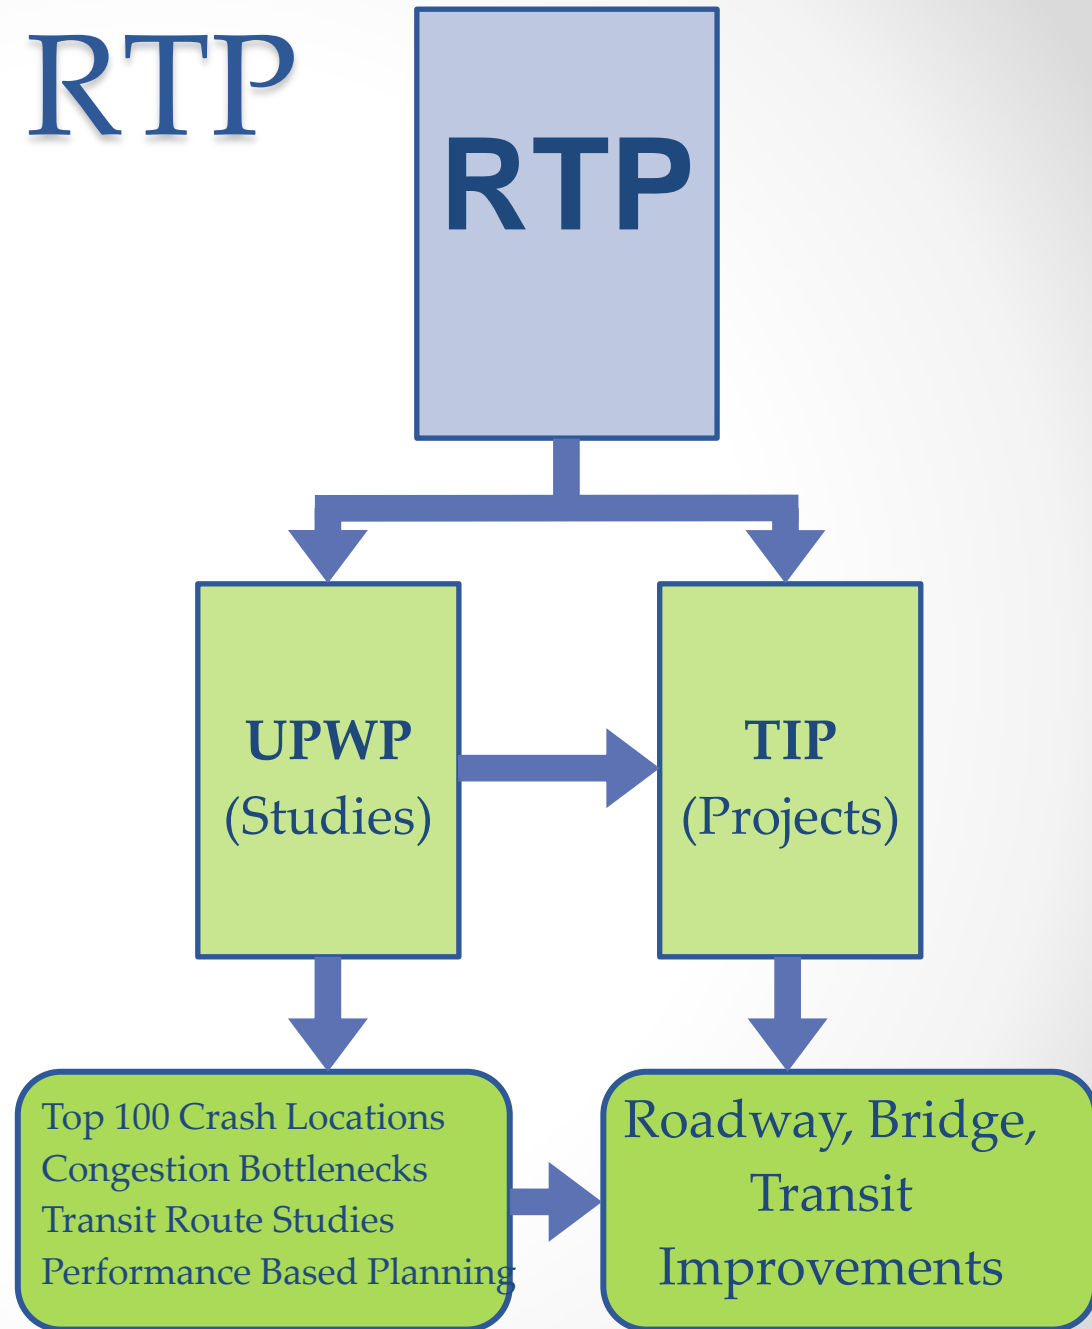 RTP
RTP
UPWP
(Studies)
TIP
(Projects)
Top 100 Crash Locations
Congestion Bottlenecks
Transit Route Studies
Performance Based Planning
Roadway, Bridge,
Transit
Improvements